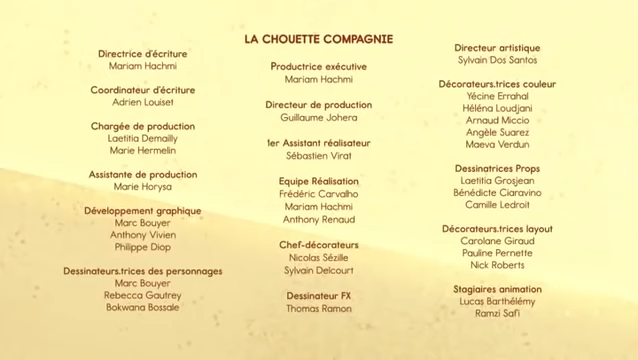 LA CHOUETTE COMPAGNIE
Directrice d'écriture
Mariam Hachmi
Coordinateur d'écriture
Adrien Louiset
Chargée de production
Laetitia Demailly
Marie Hermelin
Assistante de production
Marie Horysa
Développement graphique
Marc Bouyer
Anthony Vivien
Philippe Diop
Dessinateurs.trices des personnages
Marc Bouyer
Rebecca Gautrey
Bokwana Bossale
Productrice exécutive
Mariam Hachmi
Directeur de production
Guillaume Johera
1er Assistant réalisateur
Sébastien Virat
Equipe Réalisation
Frédéric Carvalho
Mariam Hachmi
Anthony Renaud
Chef-décorateurs
Nicolas Sézille
Sylvain Delcourt
Dessinateur FX
Thomas Ramon
Directeur artistique
Sylvain Dos Santos
Décorateurs.trices couleur
Yécine Errahal
Héléna Loudjani
Arnaud Miccio
Angèle Suarez
Maeva Verdun
Dessinatrices Props
Laetitia Grosjean
Bénédicte Ciaravino
Camille Ledroit
Décorateurs.trices layout
Carolane Giraud
Pauline Pernette
Nick Roberts
Stagiaires animation
Lucas Barthélémy
Ramzi Safi